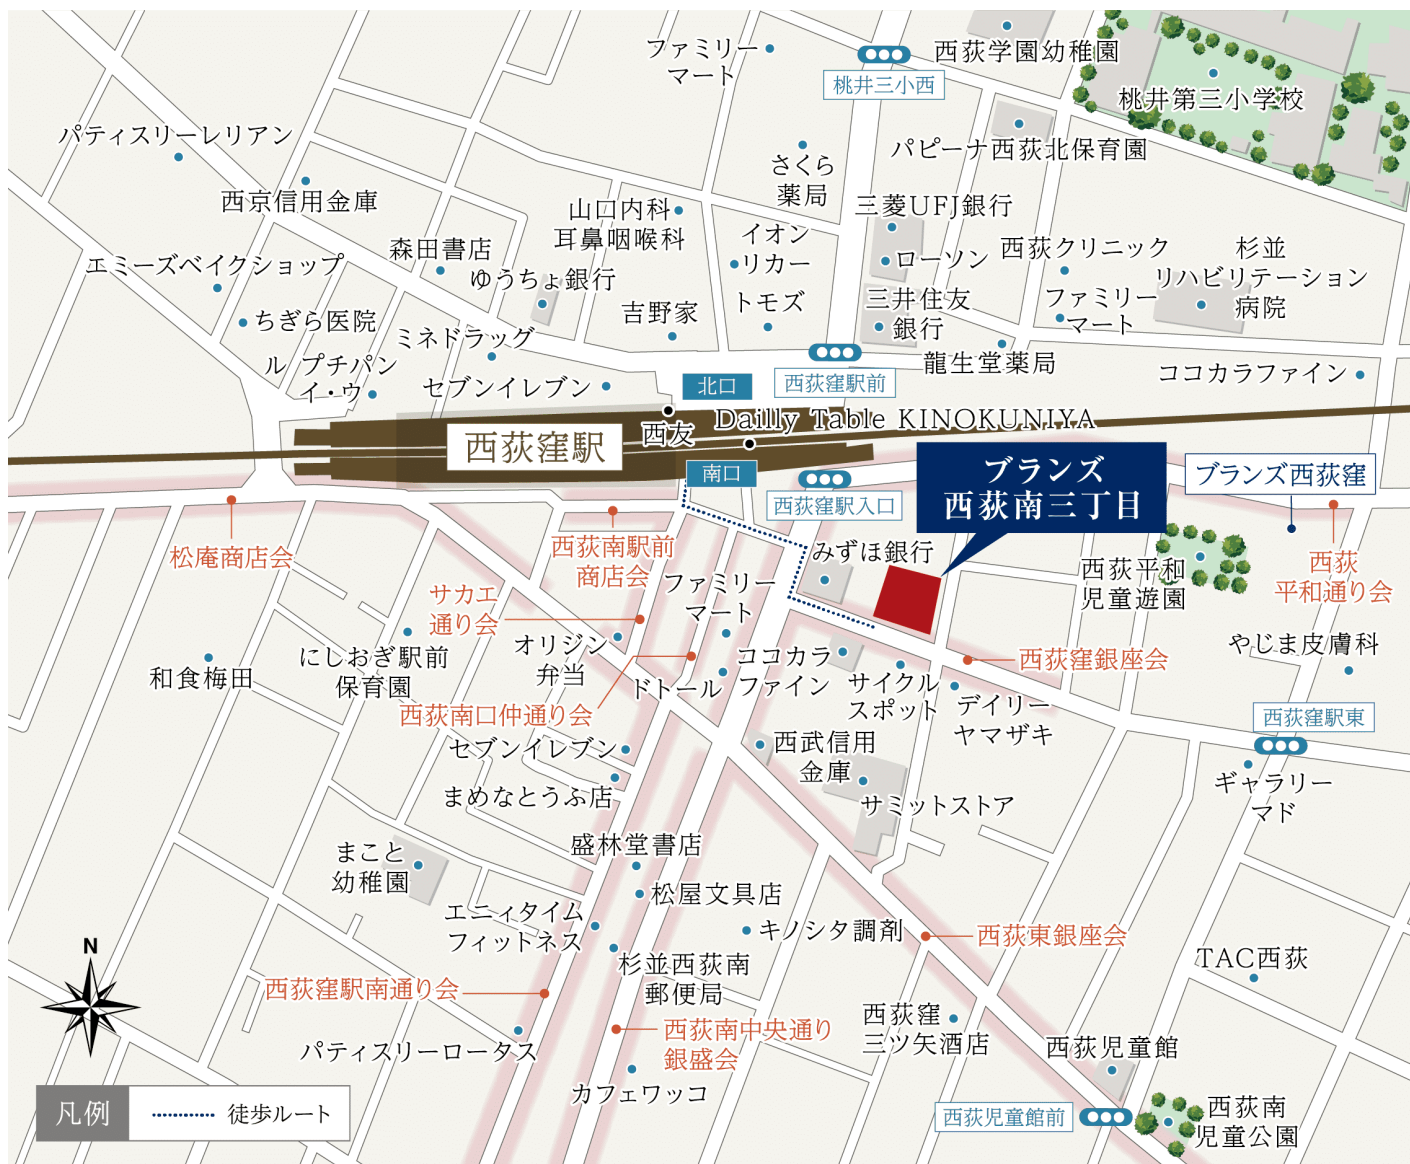 ファミリー
マート
西荻学園幼稚園
桃井三小西
桃井第三小学校
パティスリーレリアン
パピーナ西荻北保育園
さくら
薬局
西京信用金庫
山口内科
耳鼻咽喉科
三菱UFJ銀行
イオン
リカー
森田書店
ローソン
西荻クリニック
杉並
リハビリテーション
病院
エミーズベイクショップ
ゆうちょ銀行
吉野家
トモズ
三井住友
銀行
ファミリー
マート
ちぎら医院
ミネドラッグ
龍生堂薬局
ル プチパン
イ・ウ
セブンイレブン
北口
西荻窪駅前
ココカラファイン
西友
Dailly Table KINOKUNIYA
西荻窪駅
南口
西荻窪駅入口
ブランズ
西荻南三丁目
ブランズ西荻窪
松庵商店会
西荻南駅前
商店会
みずほ銀行
西荻平和
児童遊園
西荻
平和通り会
サカエ
通り会
ファミリー
マート
オリジン
弁当
にしおぎ駅前
保育園
和食梅田
ドトール
ココカラ
ファイン
サイクル
スポット
西荻窪銀座会
やじま皮膚科
西荻南口仲通り会
デイリー
ヤマザキ
西荻窪駅東
セブンイレブン
西武信用
金庫
まめなとうふ店
サミットストア
ギャラリー
マド
盛林堂書店
まこと
幼稚園
松屋文具店
エニィタイム
フィットネス
キノシタ調剤
西荻東銀座会
N
杉並西荻南
郵便局
TAC西荻
西荻窪駅南通り会
西荻南中央通り
銀盛会
西荻窪
三ツ矢酒店
西荻児童館
パティスリーロータス
カフェワッコ
凡例
徒歩ルート
西荻児童館前
西荻南
児童公園